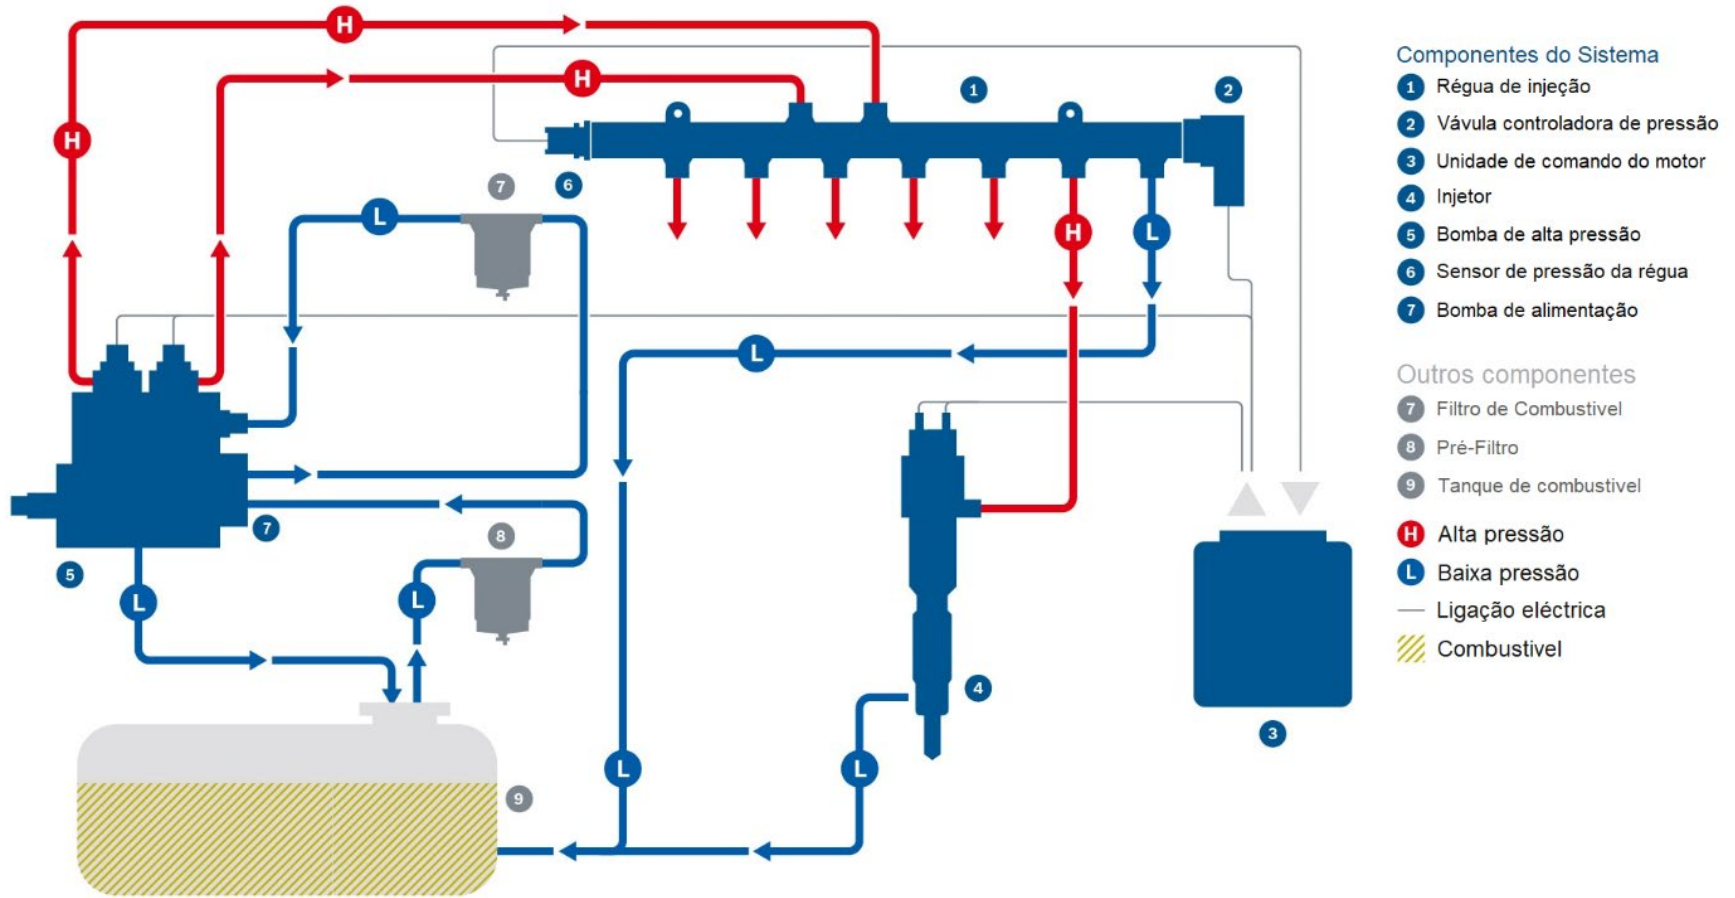 H
H
H
H
L
H
L
L
L
L
L
L
1
2
6
7
7
8
5
4
3
9
Componentes do Sistema
1 Régua de injeção
2 Vávula controladora de pressão
3 Unidade de comando do motor
4 Injetor
5 Bomba de alta pressão
6 Sensor de pressão da régua
7 Bomba de alimentação
Outros componentes
7 Filtro de Combustivel
8 Pré-Filtro
9 Tanque de combustivel
H Alta pressão
L Baixa pressão
Ligação eléctrica
Combustivel